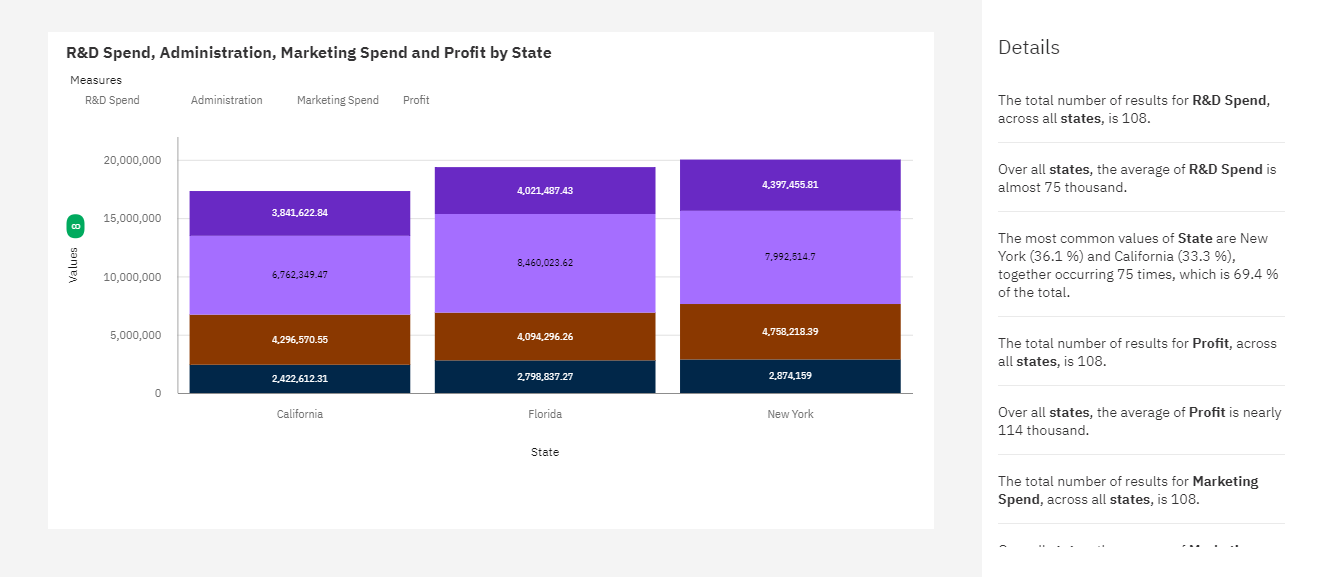 R&D Spend, Administration, Marketing Spend and Profit by State
Measures
R&D Spend Administration Marketing Spend Profit
20,000,000
15,000,000
10,000,000
5,000,000
0
Values
8
3,841,622.84
6,762,349.47
4,296,570.55
2,422,612.31
4,021,487.43
8,460,023.62
4,094,296.26
2,798,837.27
4,397,455.81
7,992,514.7
4,758,218.39
2,874,159
California Florida New York
State
Details
The total number of results for R&D Spend,
across all states, is 108.
Over all states, the average of R&D Spend is
almost 75 thousand.
The most common values of State are New
York (36.1 %) and California (33.3 %),
together occurring 75 times, which is 69.4 %
of the total.
The total number of results for Profit, across
all states, is 108.
Over all states, the average of Profit is nearly
114 thousand.
The total number of results for Marketing
Spend, across all states, is 108.